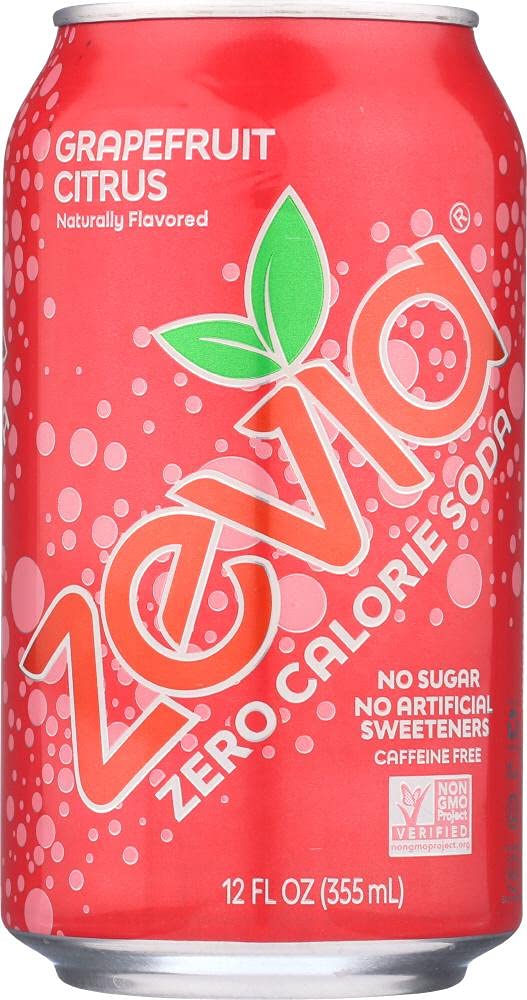 GRAPEFRUIT
CITRUS
Naturally Flavored
zevia®
ZERO CALORIE SODA
NO SUGAR
NO ARTIFICIAL
SWEETENERS
CAFFEINE FREE
NON
GMO
Project
VERIFIED
nongmoproject.org
12 FL OZ (355 mL)